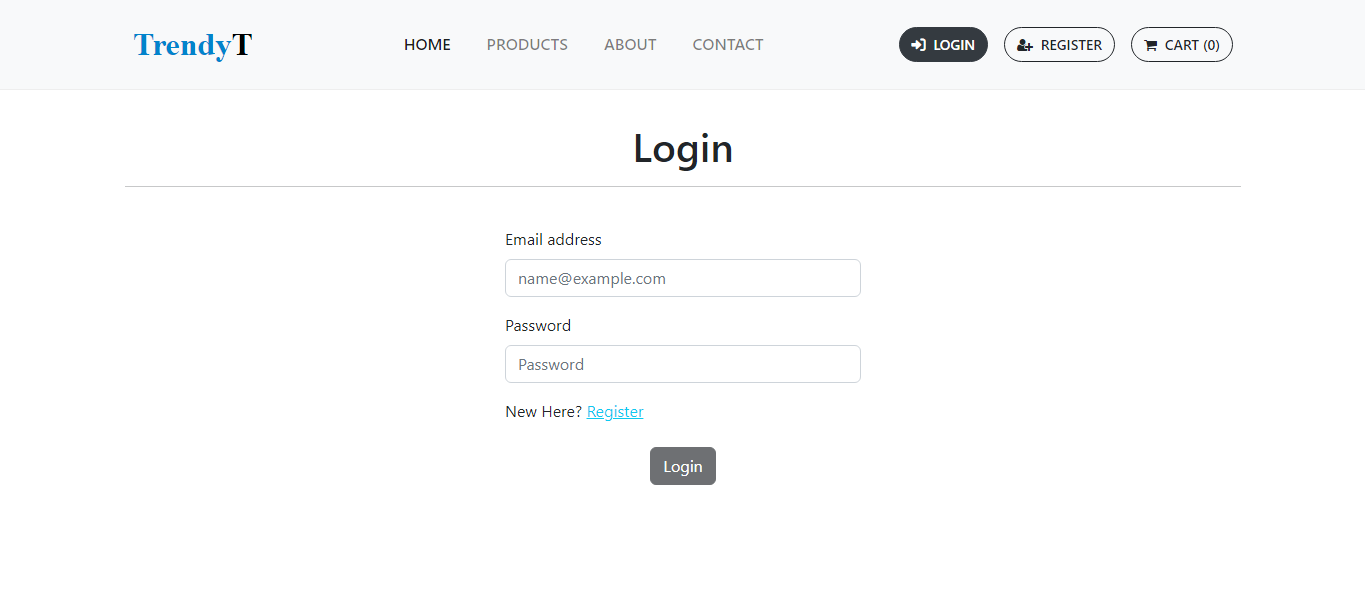 TrendyT HOME PRODUCTS ABOUT CONTACT LOGIN REGISTER CART (0)
Login
Email address
name@example.com
Password
Password
New Here? Register
Login